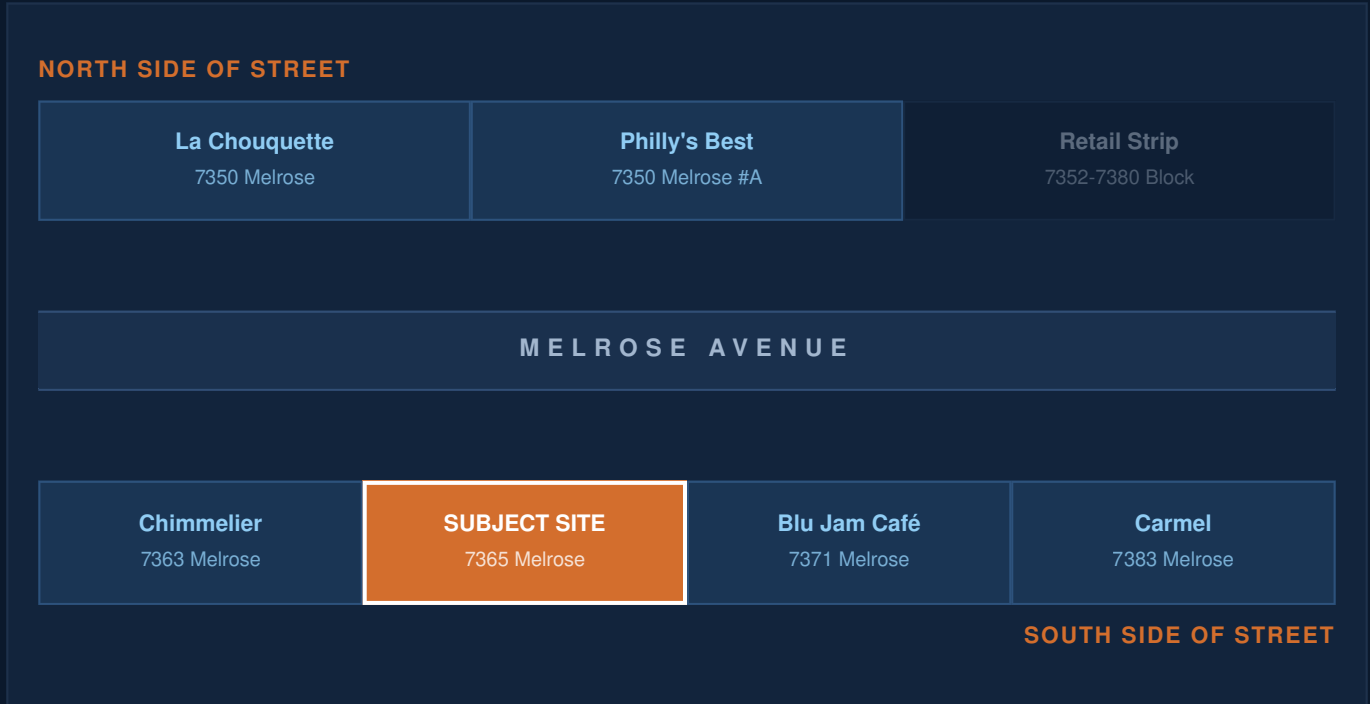 NORTH SIDE OF STREET
La Chouquette
7350 Melrose
Philly's Best
7350 Melrose #A
Retail Strip
7352-7380 Block
MELROSE AVENUE
Chimmelier
7363 Melrose
SUBJECT SITE
7365 Melrose
Blu Jam Café
7371 Melrose
Carmel
7383 Melrose
SOUTH SIDE OF STREET